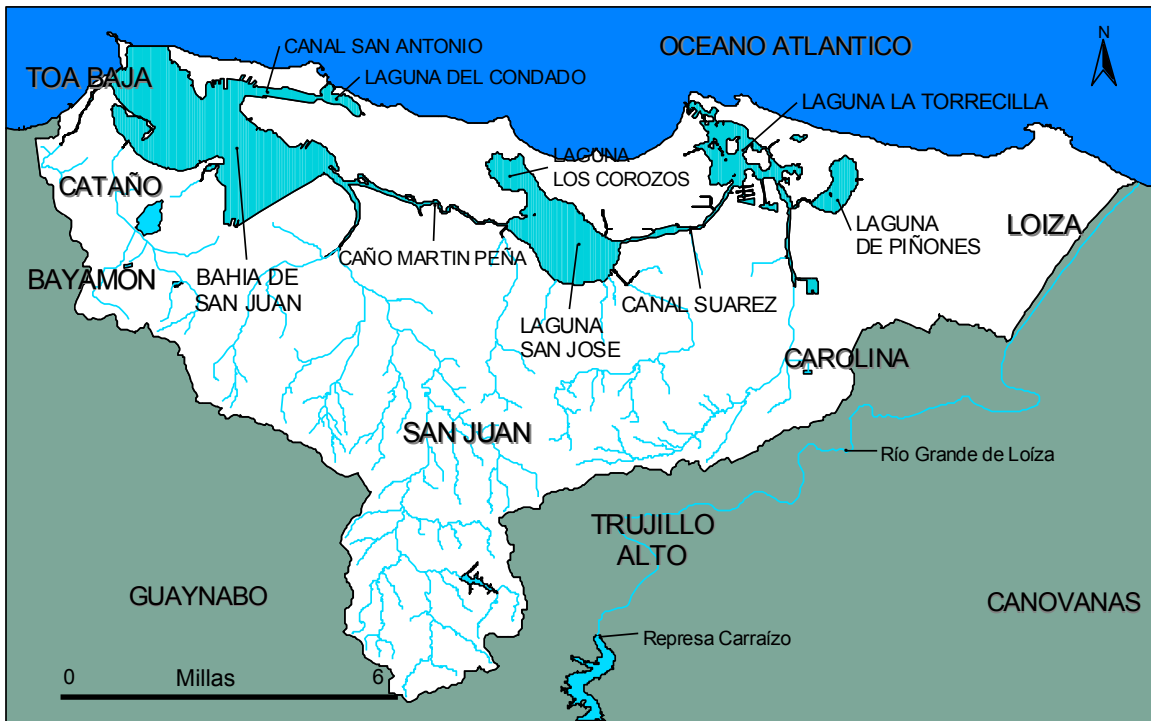 CANAL SAN ANTONIO
OCEANO ATLANTICO
N
TOA BAJA
LAGUNA DEL CONDADO
LAGUNA LA TORRECILLA
LAGUNA
LOS COROZOS
CATAÑO
LAGUNA
DE PIÑONES
LOIZA
CAÑO MARTIN PEÑA
BAYAMÓN
BAHIA DE
SAN JUAN
CANAL SUAREZ
LAGUNA
SAN JOSE
CAROLINA
SAN JUAN
Río Grande de Loíza
TRUJILLO
ALTO
GUAYNABO
CANOVANAS
Represa Carraízo
0 Millas 6